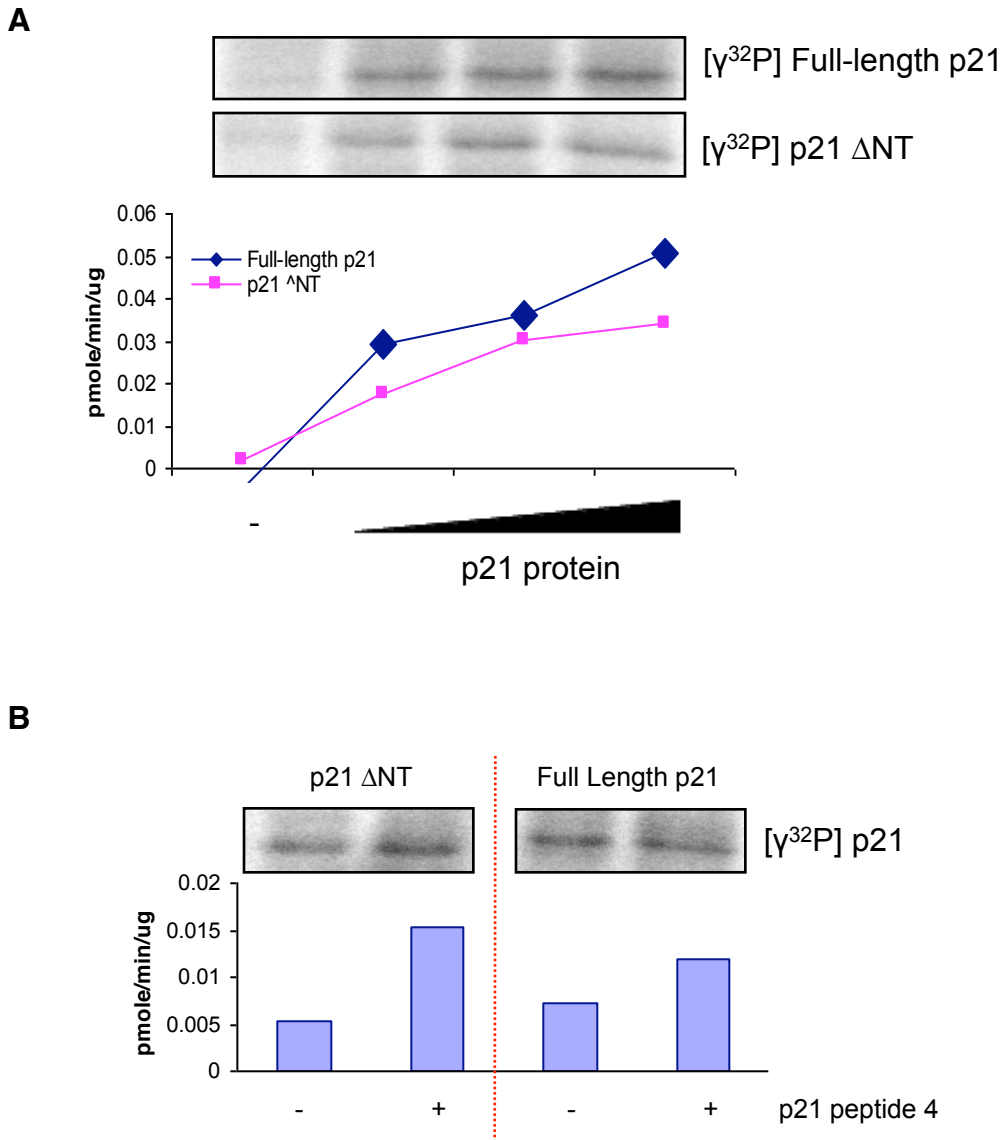 A
[γ³²P] Full-length p21
[γ³²P] p21 ΔNT
0.06
0.05
0.04
0.03
0.02
0.01
0
pmole/min/ug
Full-length p21
p21 ^NT
-
p21 protein
B
p21 ΔNT
Full Length p21
[γ³²P] p21
0.02
0.015
0.01
0.005
0
pmole/min/ug
- + - + p21 peptide 4